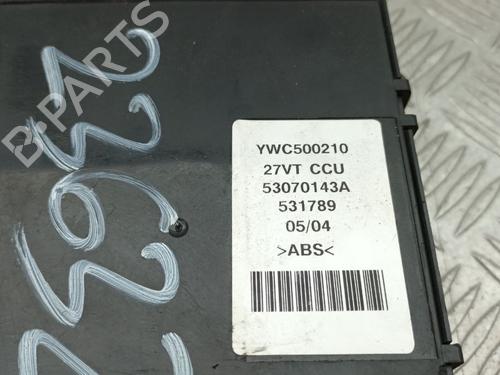 B-PARTS
YWC500210
27VT CCU
53070143A
531789
05/04
>ABS<